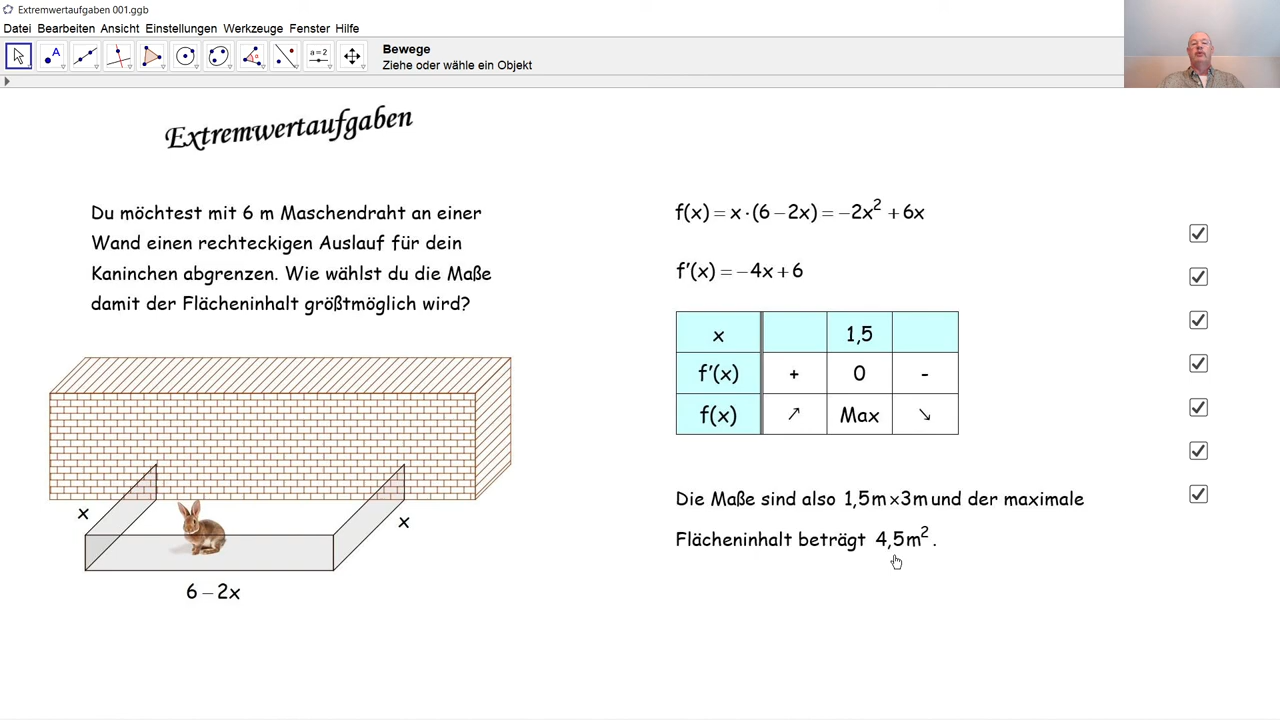 Extremwertaufgaben 001.ggb
Datei Bearbeiten Ansicht Einstellungen Werkzeuge Fenster Hilfe
A
a=2
Bewege
Ziehe oder wähle ein Objekt
Extremwertaufgaben
Du möchtest mit 6 m Maschendraht an einer
Wand einen rechteckigen Auslauf für dein
Kaninchen abgrenzen. Wie wählst du die Maße
damit der Flächeninhalt größtmöglich wird?
x
x
6 – 2x
f(x) = x · (6 – 2x) = –2x² + 6x
f′(x) = –4x + 6
x 1,5
f′(x) + 0 -
f(x) ↗ Max ↘
Die Maße sind also 1,5m × 3m und der maximale
Flächeninhalt beträgt 4,5m².